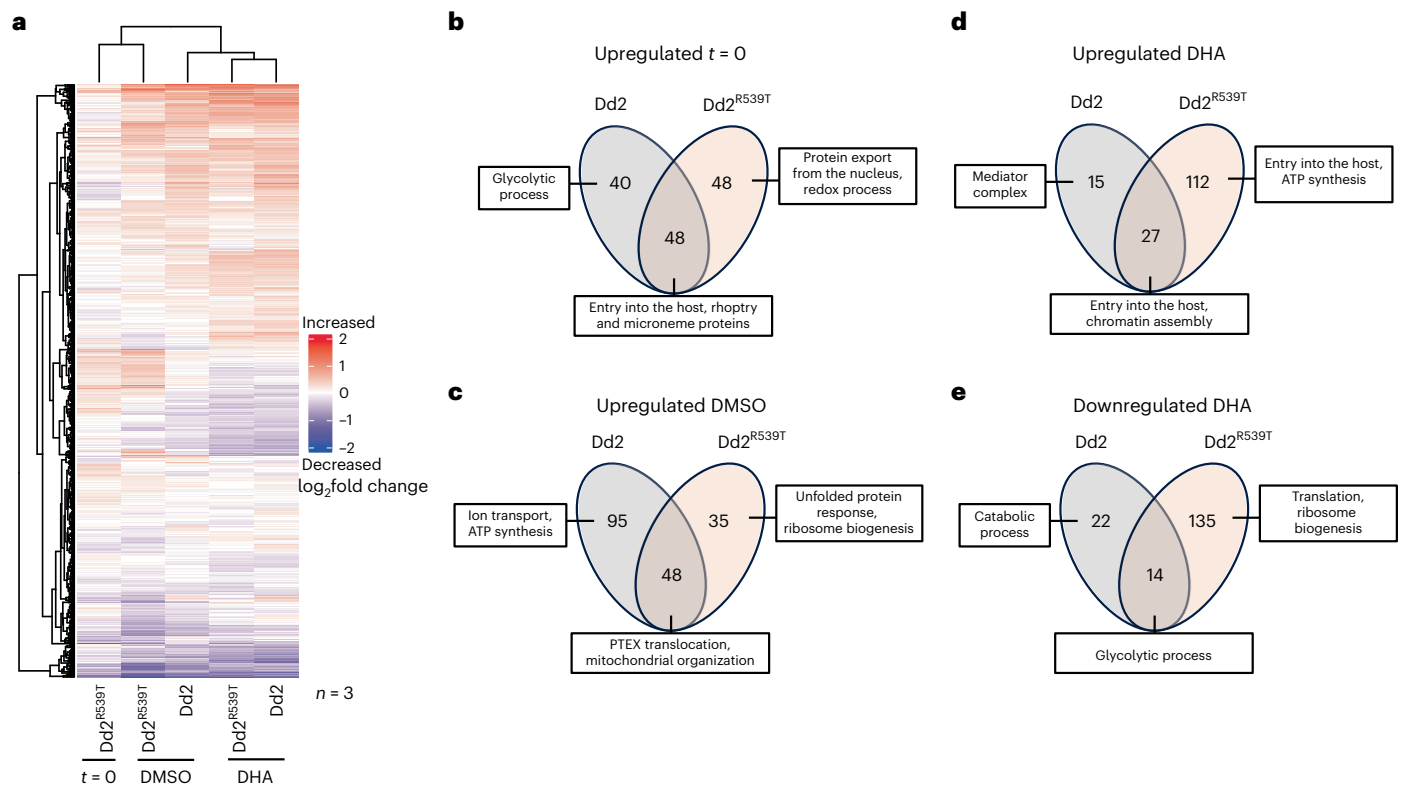 a
Increased
2
1
0
−1
−2
Decreased
log2fold change
Dd2R539T
Dd2R539T
Dd2
Dd2R539T
Dd2
n = 3
t = 0
DMSO
DHA
b
Upregulated t = 0
Dd2
Dd2R539T
Glycolytic
process
40
48
48
Protein export
from the nucleus,
redox process
Entry into the host, rhoptry
and microneme proteins
c
Upregulated DMSO
Dd2
Dd2R539T
Ion transport,
ATP synthesis
95
35
48
Unfolded protein
response,
ribosome biogenesis
PTEX translocation,
mitochondrial organization
d
Upregulated DHA
Dd2
Dd2R539T
Mediator
complex
15
112
27
Entry into the host,
ATP synthesis
Entry into the host,
chromatin assembly
e
Downregulated DHA
Dd2
Dd2R539T
Catabolic
process
22
135
14
Translation,
ribosome
biogenesis
Glycolytic process